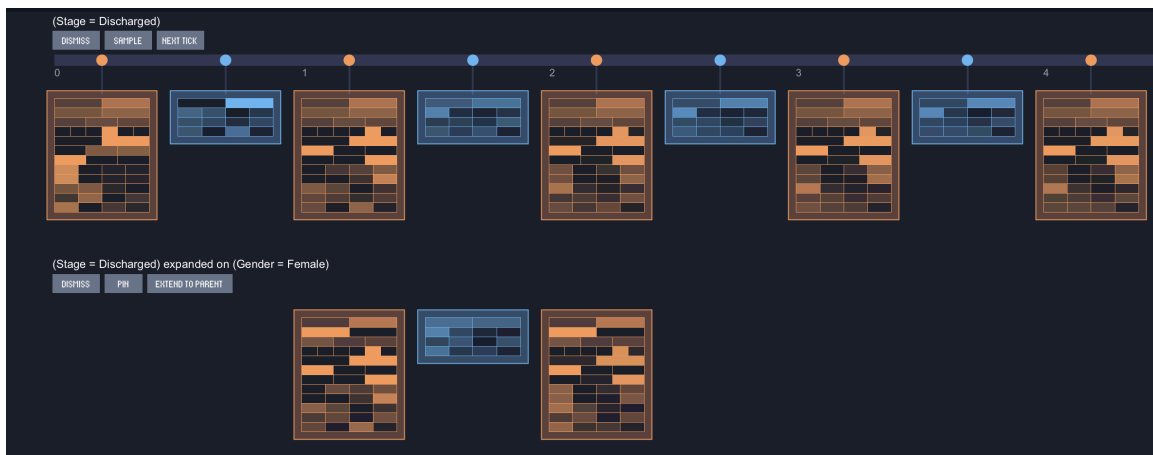 (Stage = Discharged)
DISMISS SAMPLE NEXT TICK
0 1 2 3 4
(Stage = Discharged) expanded on (Gender = Female)
DISMISS PIN EXTEND TO PARENT